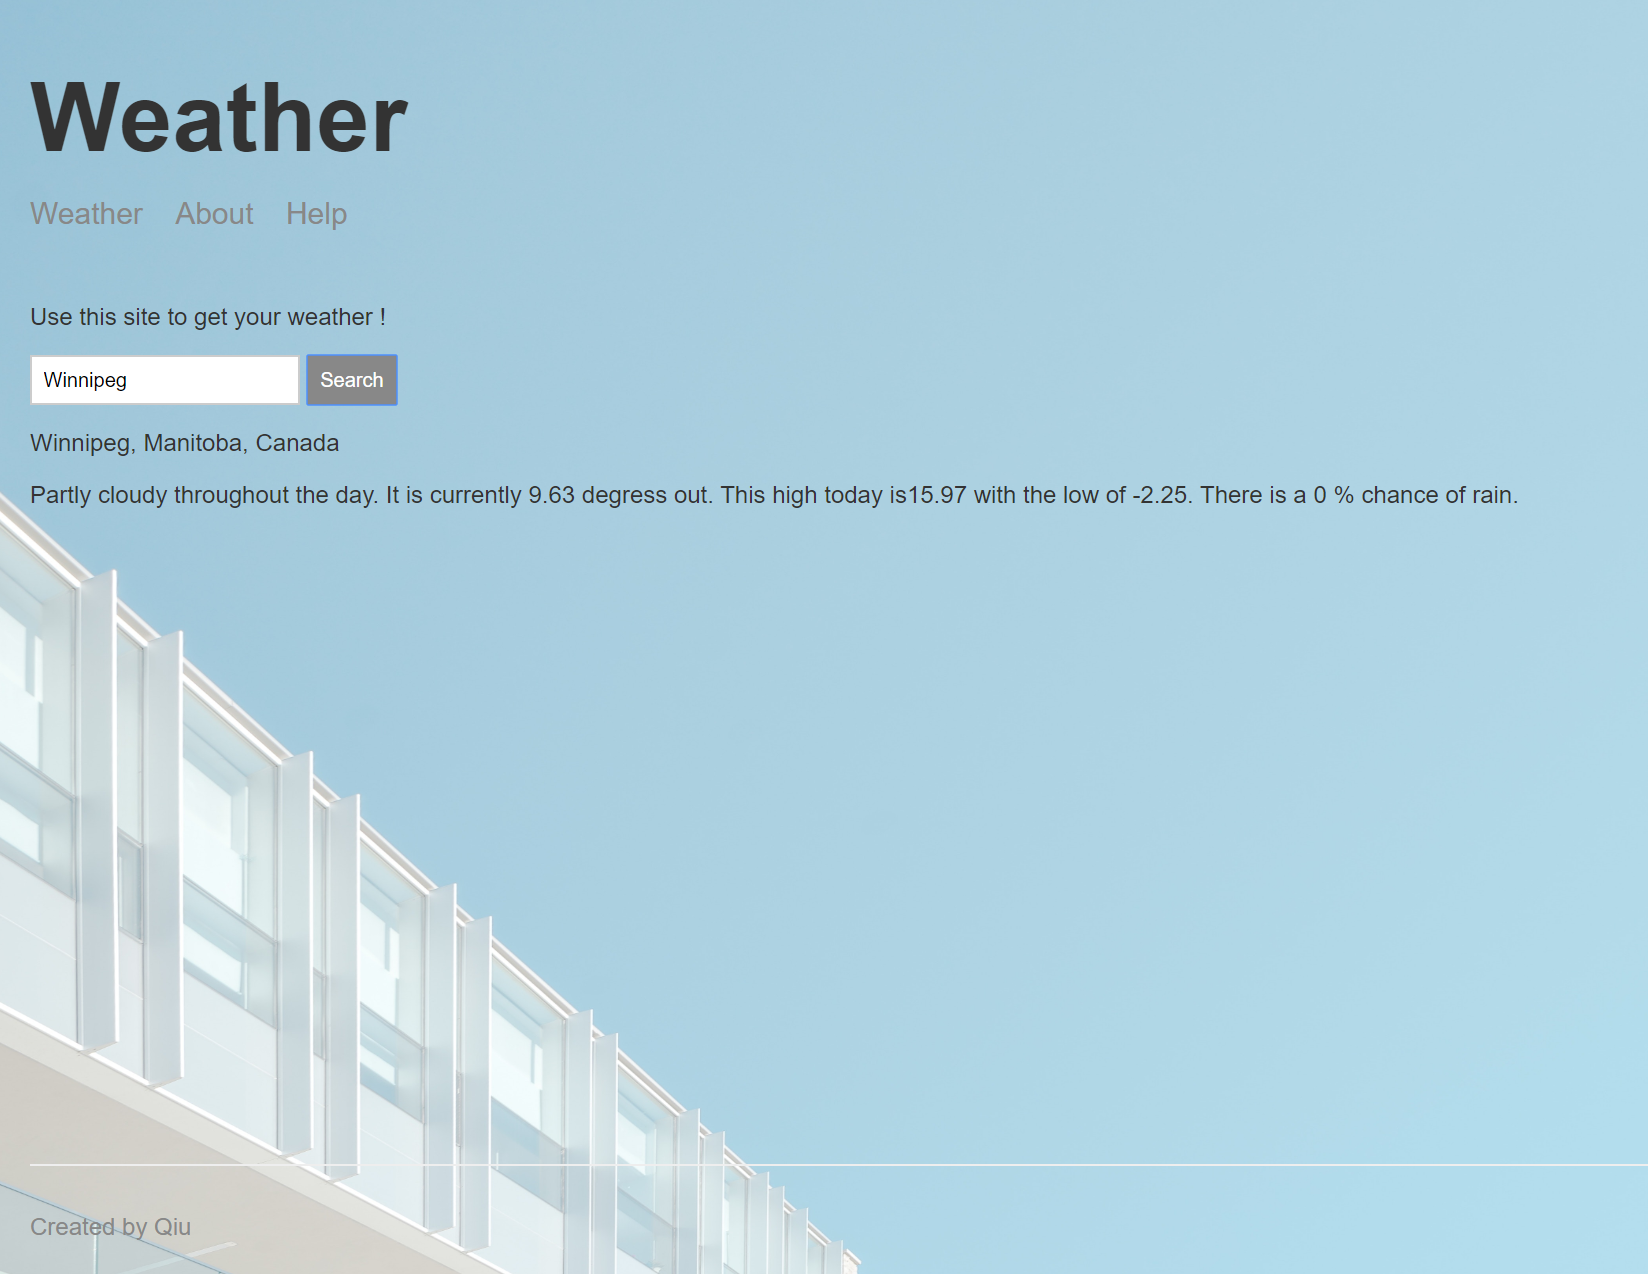 Weather
Weather About Help
Use this site to get your weather !
Winnipeg Search
Winnipeg, Manitoba, Canada
Partly cloudy throughout the day. It is currently 9.63 degress out. This high today is15.97 with the low of -2.25. There is a 0 % chance of rain.
Created by Qiu